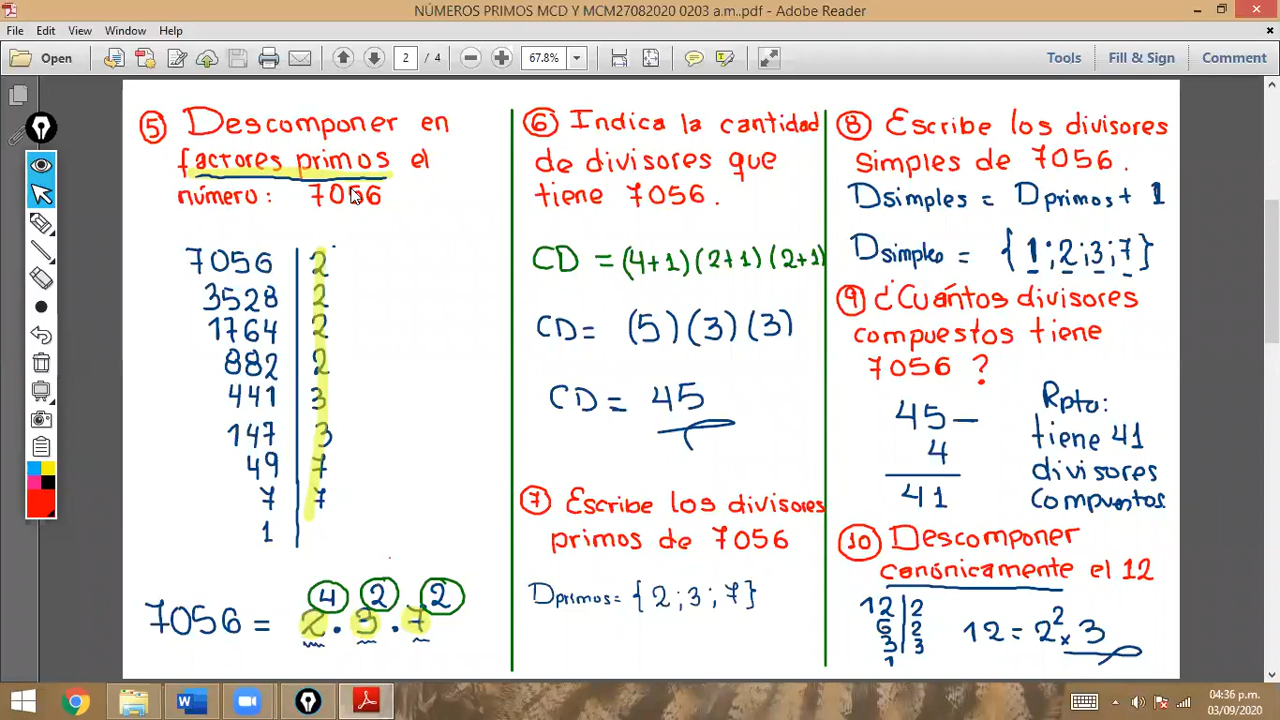 NÚMEROS PRIMOS MCD Y MCM27082020 0203 a.m..pdf - Adobe Reader
File Edit View Window Help
Open 2 / 4 67.8% Tools Fill & Sign Comment
5 Descomponer en
factores primos el
número: 7056
7056 | 2
3528 | 2
1764 | 2
882 | 2
441 | 3
147 | 3
49 | 7
7 | 7
1
7056 = 2⁴ . 3² . 7²
6 Indica la cantidad
de divisores que
tiene 7056.
CD = (4+1)(2+1)(2+1)
CD = (5)(3)(3)
CD = 45
7 Escribe los divisores
primos de 7056
Dprimos = {2;3;7}
8 Escribe los divisores
simples de 7056.
Dsimples = Dprimos + 1
Dsimples = {1;2;3;7}
9 ¿Cuántos divisores
compuestos tiene
7056 ?
45 -
4
41
Rpta:
tiene 41
divisores
compuestos
10 Descomponer
canónicamente el 12
12 | 2
6 | 2
3 | 3
1
12 = 2² x 3
04:36 p.m.
03/09/2020